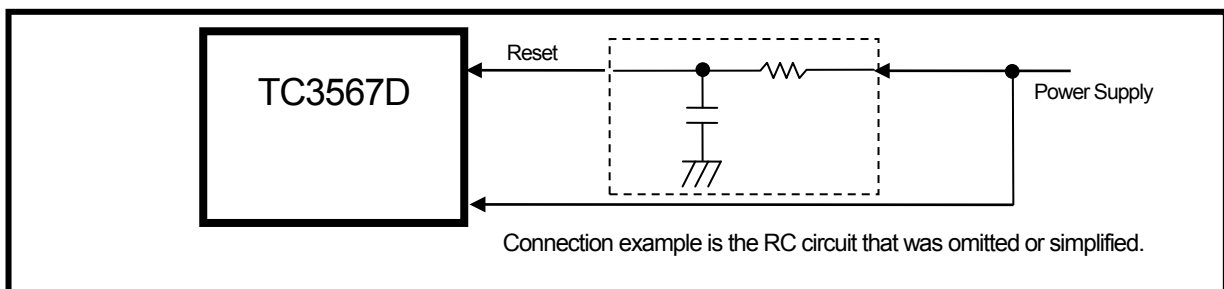 Reset
TC3567D
Power Supply
Connection example is the RC circuit that was omitted or simplified.